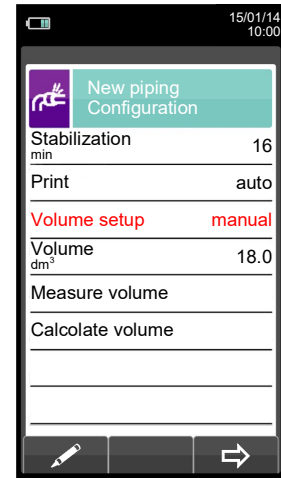 15/01/14
10:00
New piping
Configuration
Stabilization 16
min
Print auto
Volume setup manual
Volume 18.0
dm³
Measure volume
Calcolate volume